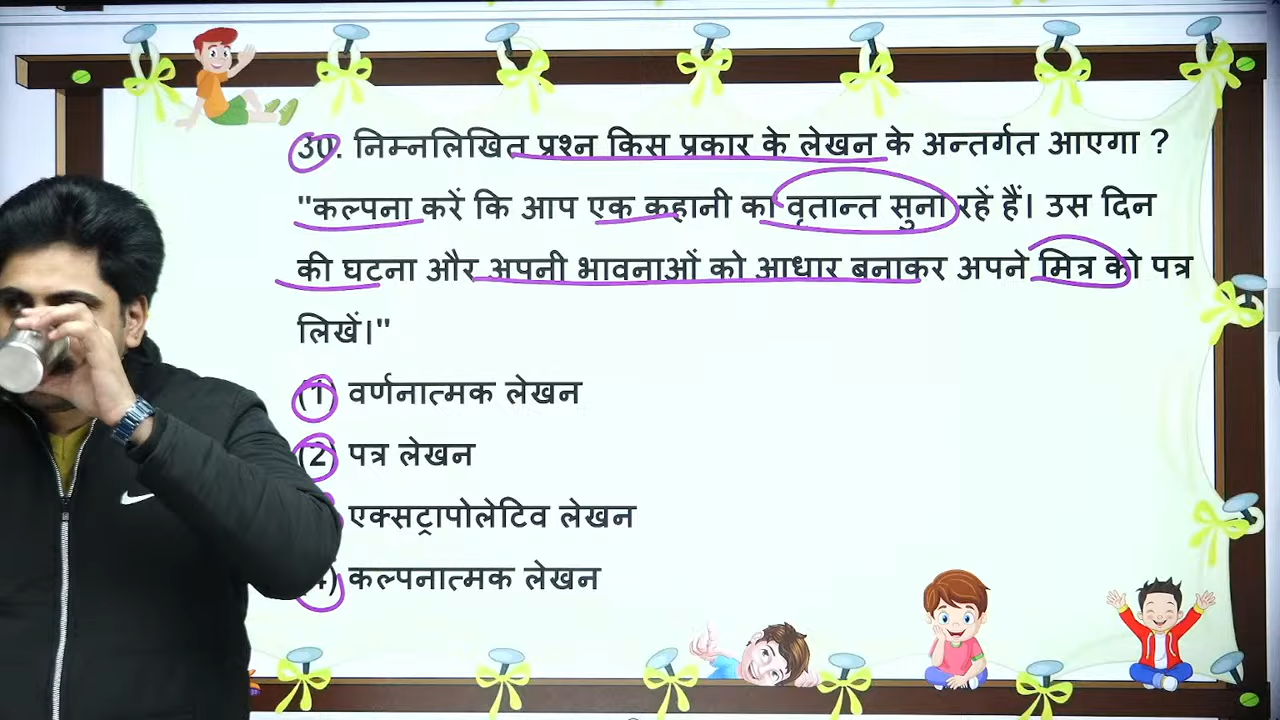 30. निम्नलिखित प्रश्न किस प्रकार के लेखन के अन्तर्गत आएगा ?
"कल्पना करें कि आप एक कहानी का वृतान्त सुना रहें हैं। उस दिन
की घटना और अपनी भावनाओं को आधार बनाकर अपने मित्र को पत्र
लिखें।"
(1) वर्णनात्मक लेखन
(2) पत्र लेखन
एक्सट्रापोलेटिव लेखन
(4) कल्पनात्मक लेखन